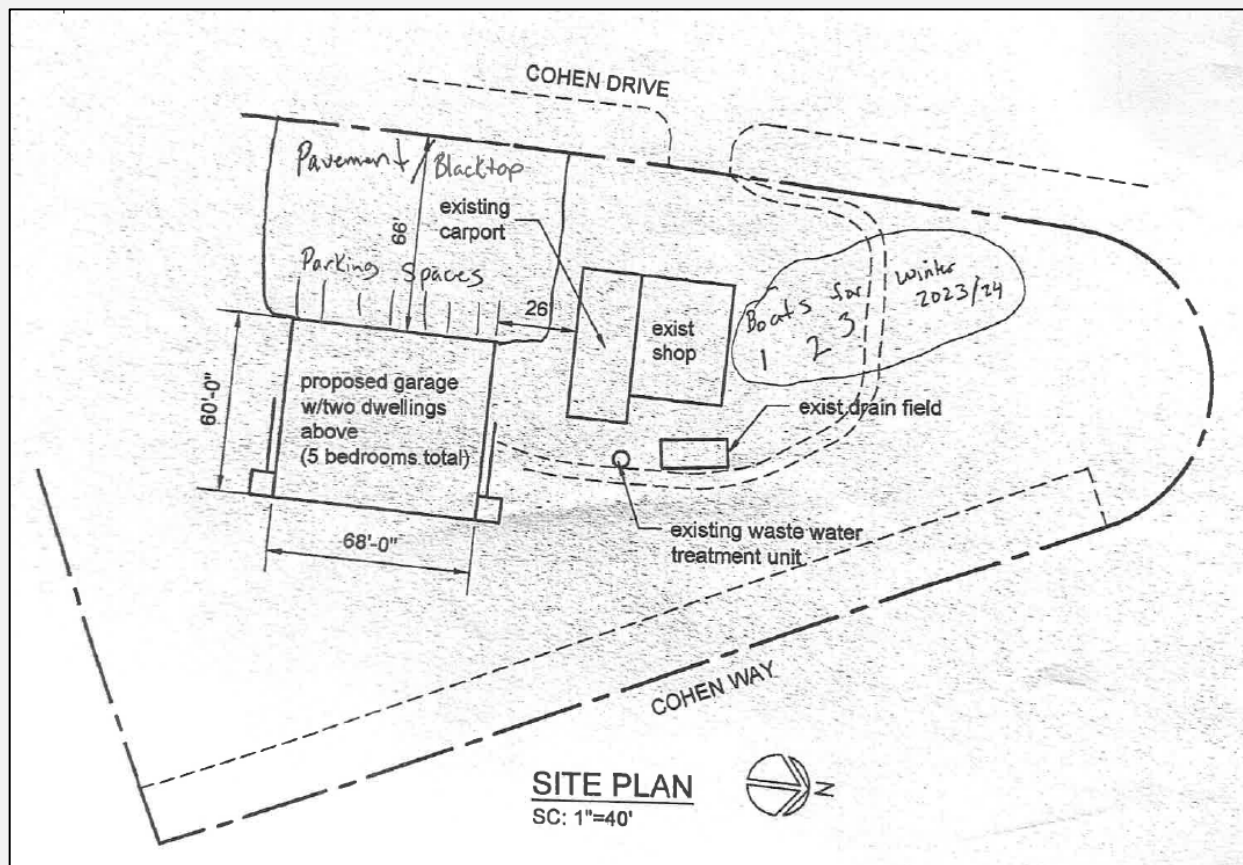 COHEN DRIVE
Pavement / Blacktop
existing
carport
66'
Parking Spaces
26'
exist
shop
Boats for winter
2023/24
1 2 3
60'-0"
proposed garage
w/two dwellings
above
(5 bedrooms total)
exist drain field
existing waste water
treatment unit
68'-0"
COHEN WAY
SITE PLAN
SC: 1"=40'
N